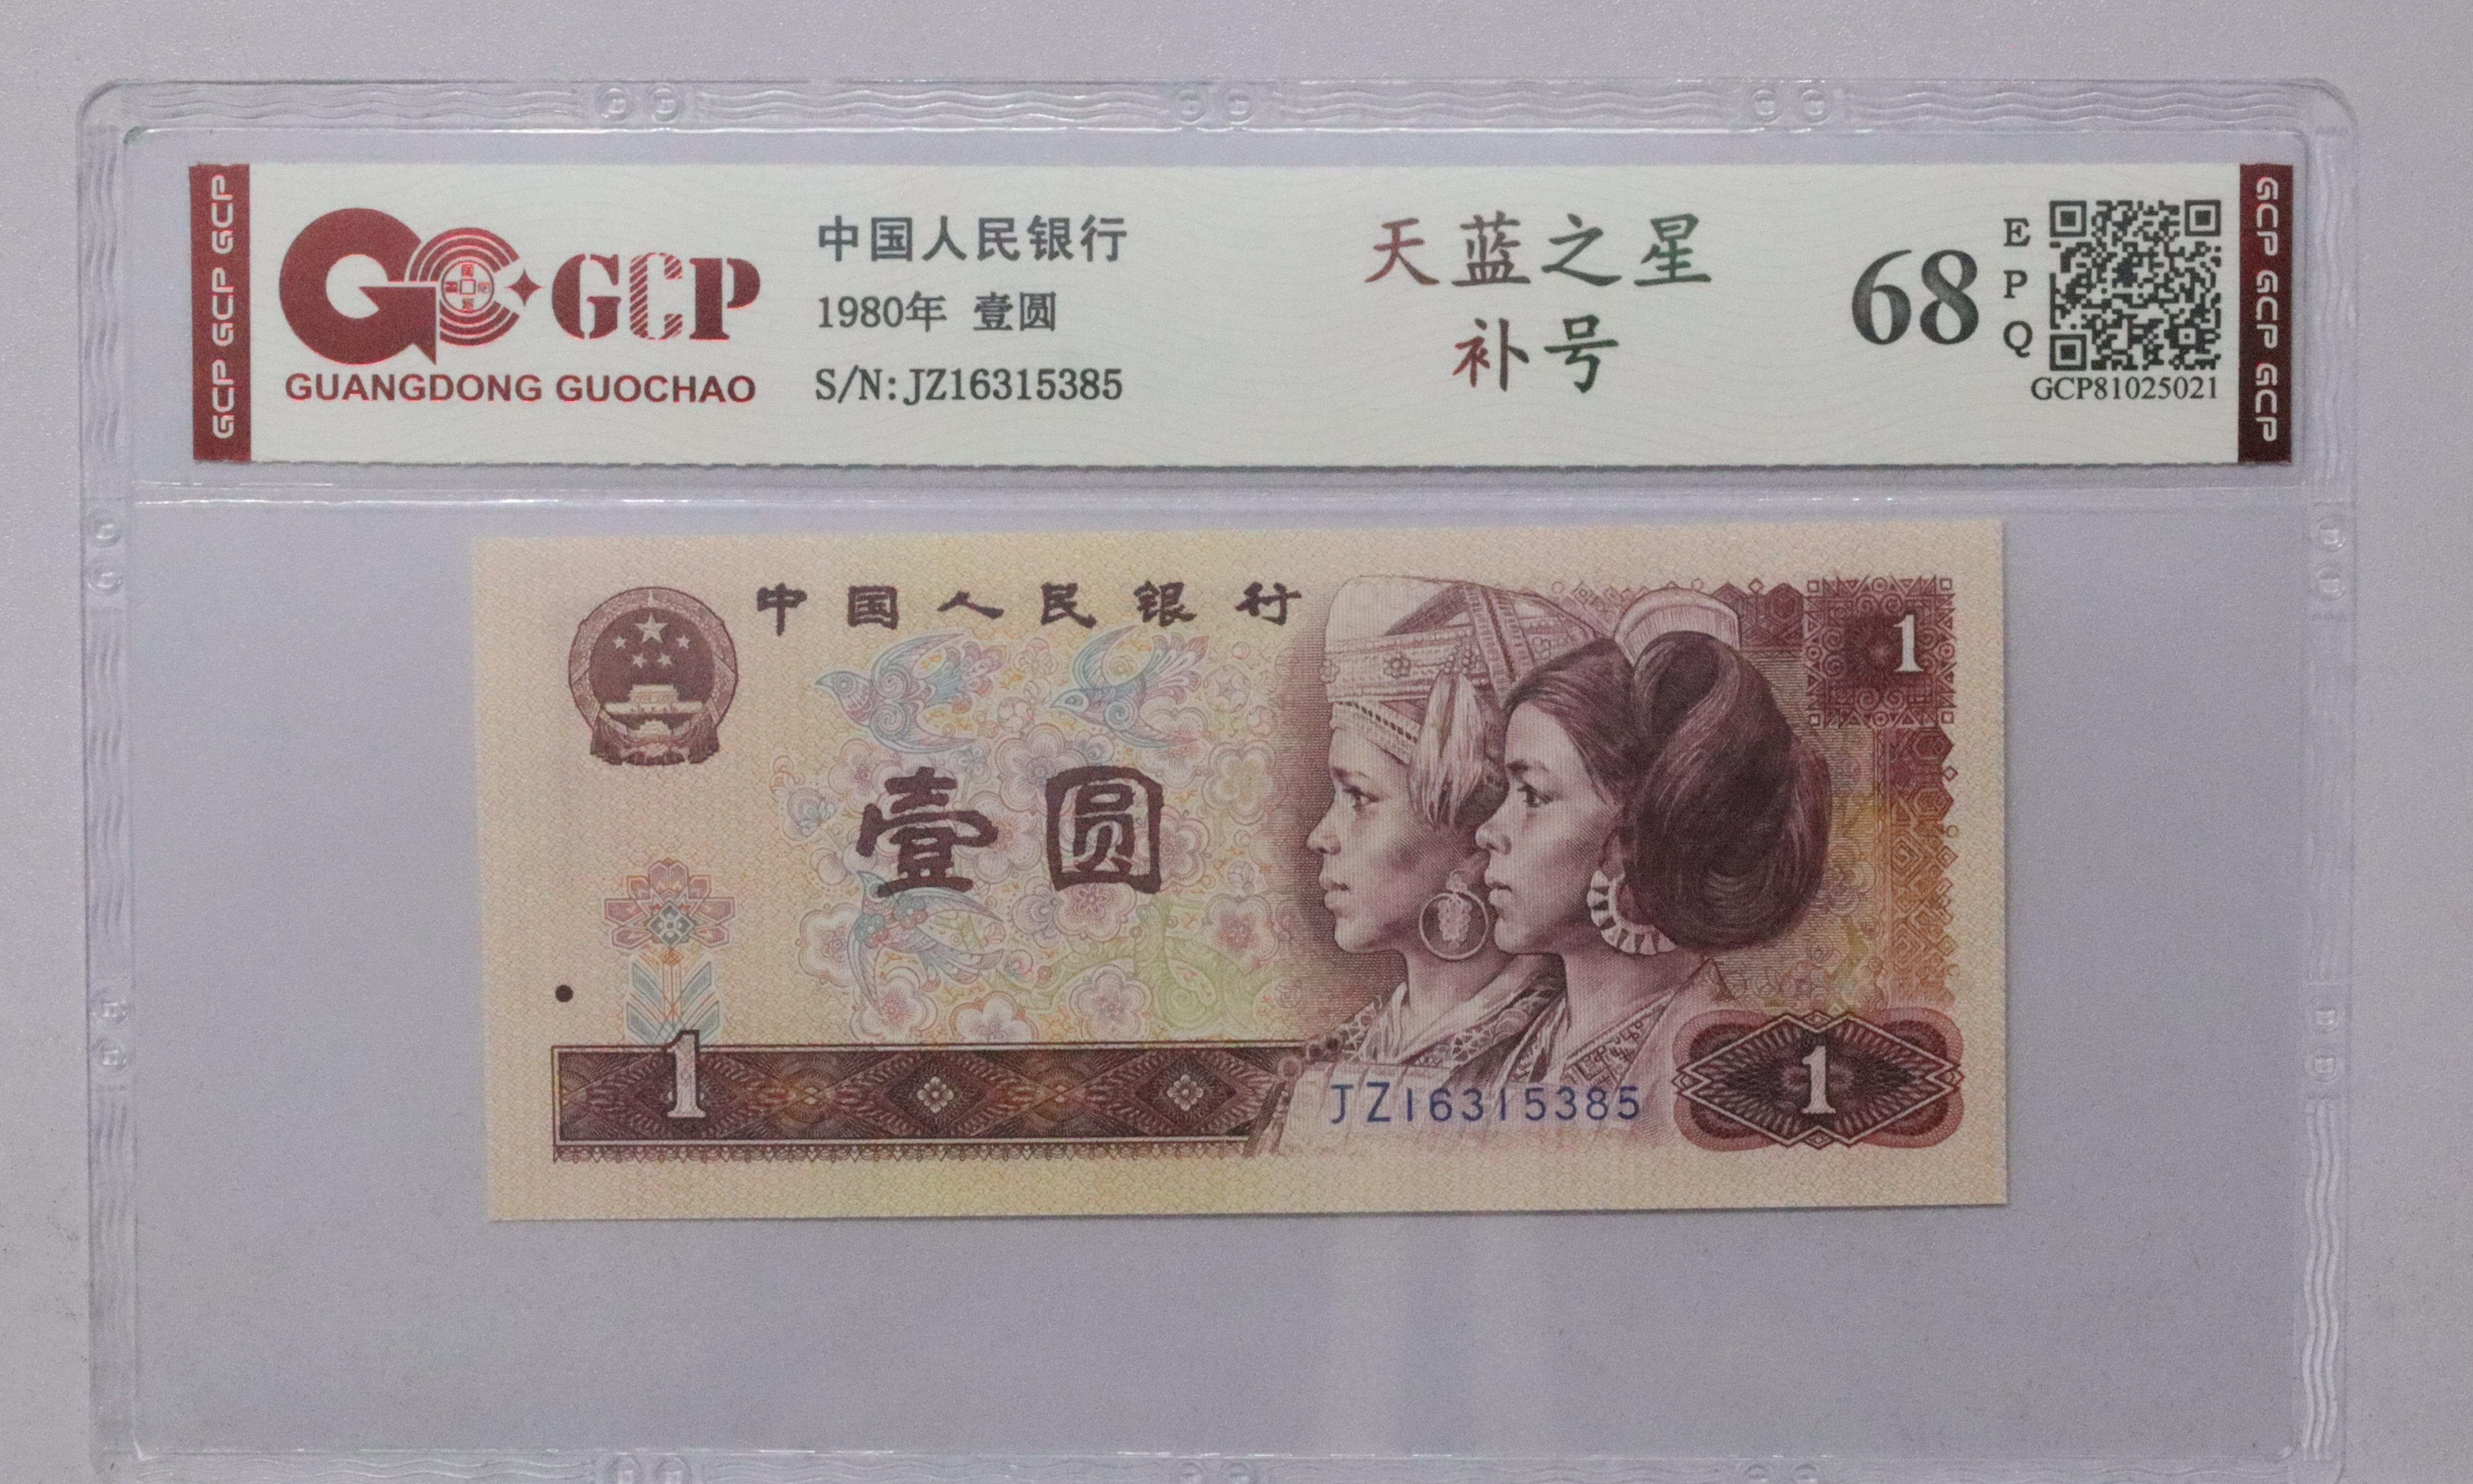 GCP GCP GCP
GCP
GUANGDONG GUOCHAO
中国人民银行
1980年 壹圆
S/N:JZ16315385
天蓝之星
补号
68
EPQ
GCP81025021
GCP GCP GCP
中国人民银行
1
壹圆
1
JZ16315385
1